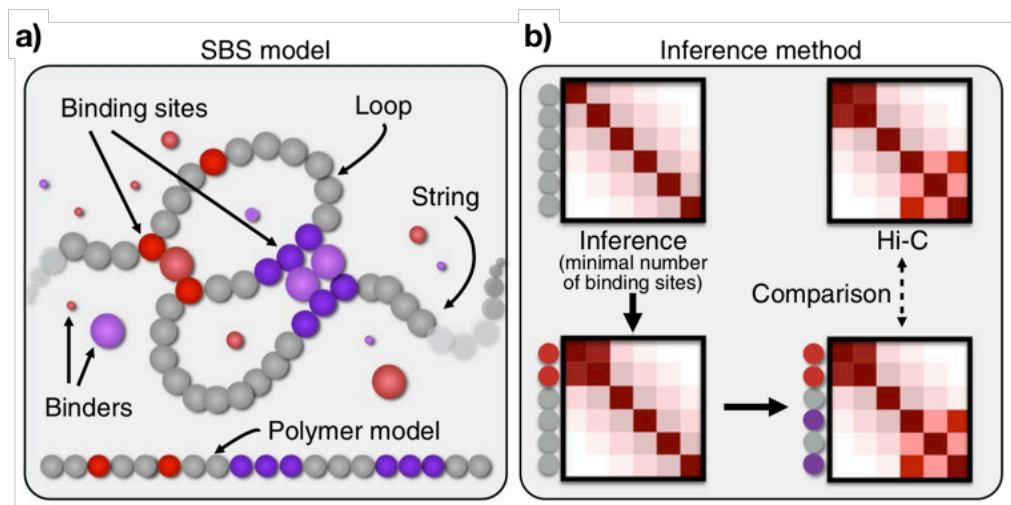 a)
SBS model
Binding sites
Loop
String
Binders
Polymer model
b)
Inference method
Inference
(minimal number
of binding sites)
Hi-C
Comparison